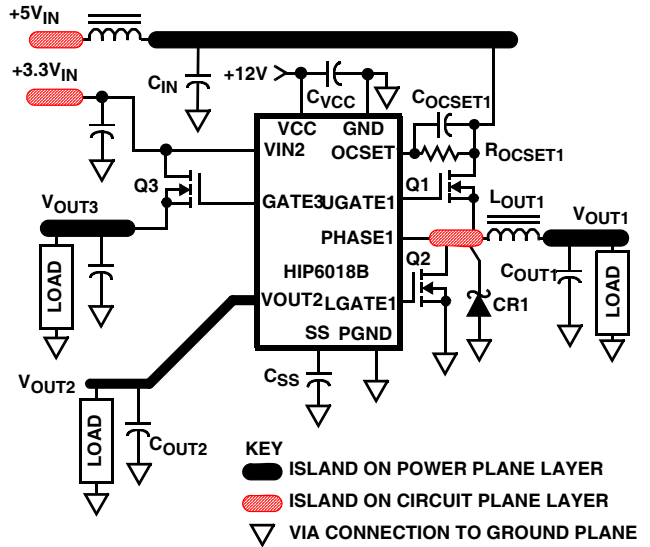 +5VIN
+3.3VIN
CIN
+12V
CVCC
COCSET1
VCC
GND
VIN2
OCSET
ROCSET1
Q3
Q1
GATE3
UGATE1
LOUT1
VOUT3
VOUT1
PHASE1
LOAD
HIP6018B
Q2
COUT1
LOAD
VOUT2
LGATE1
CR1
SS
PGND
CSS
VOUT2
LOAD
COUT2
KEY
ISLAND ON POWER PLANE LAYER
ISLAND ON CIRCUIT PLANE LAYER
VIA CONNECTION TO GROUND PLANE